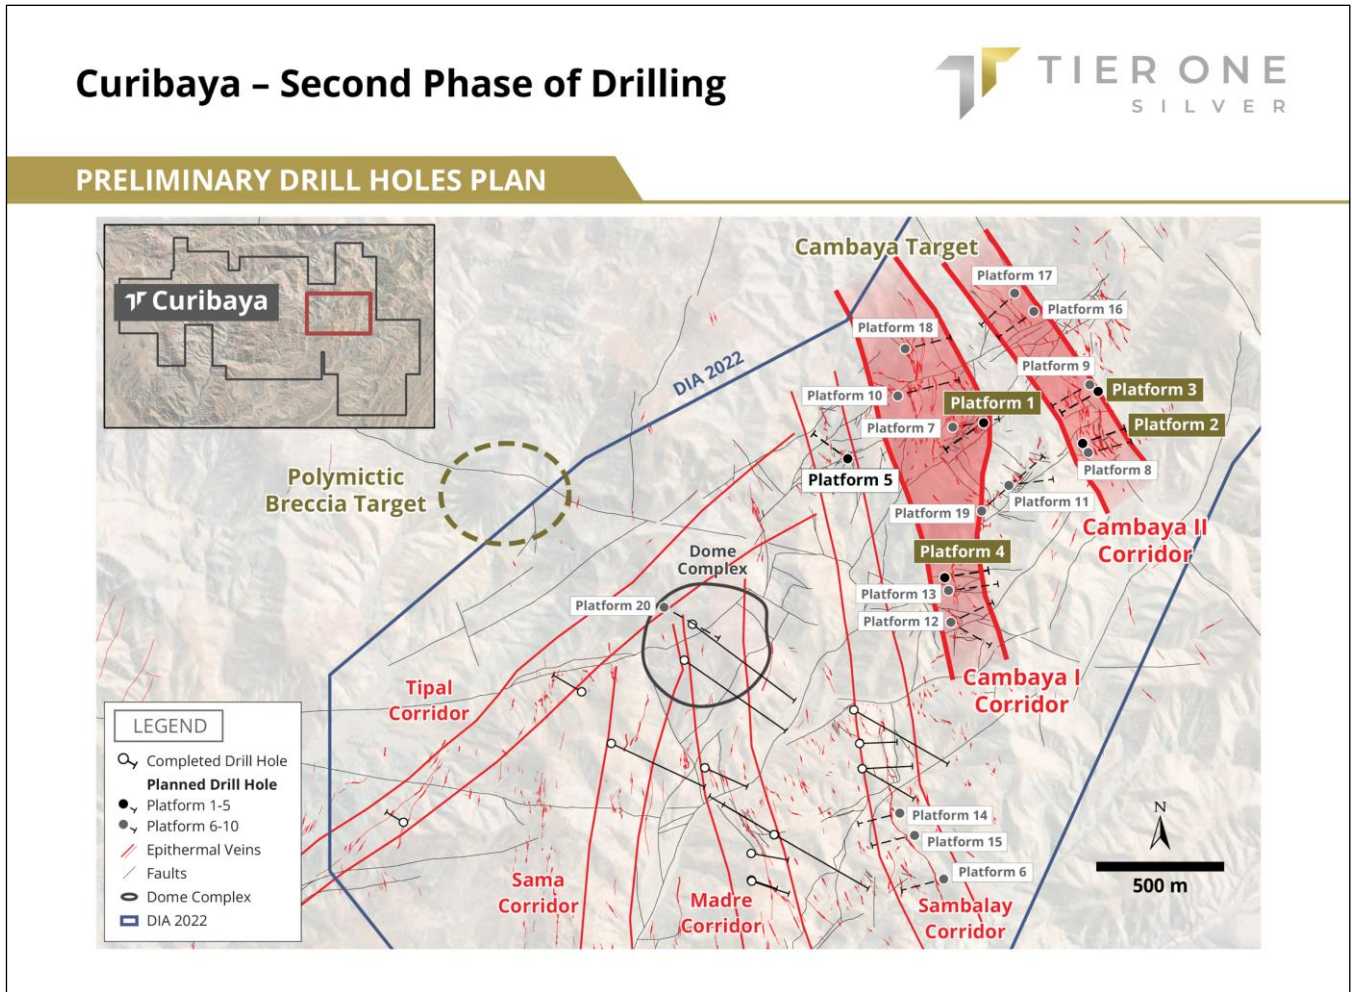 Curibaya – Second Phase of Drilling
TIER ONE
SILVER
PRELIMINARY DRILL HOLES PLAN
Curibaya
Cambaya Target
Platform 17
Platform 16
Platform 18
DIA 2022
Platform 9
Platform 3
Platform 10
Platform 1
Platform 2
Platform 7
Platform 8
Polymictic
Breccia Target
Platform 5
Platform 11
Platform 19
Cambaya II
Corridor
Dome
Complex
Platform 4
Platform 13
Platform 20
Platform 12
Cambaya I
Corridor
Tipal
Corridor
LEGEND
Completed Drill Hole
Planned Drill Hole
Platform 1-5
Platform 6-10
Epithermal Veins
Faults
Dome Complex
DIA 2022
Platform 14
Platform 15
Platform 6
Sama
Corridor
Madre
Corridor
Sambalay
Corridor
N
500 m